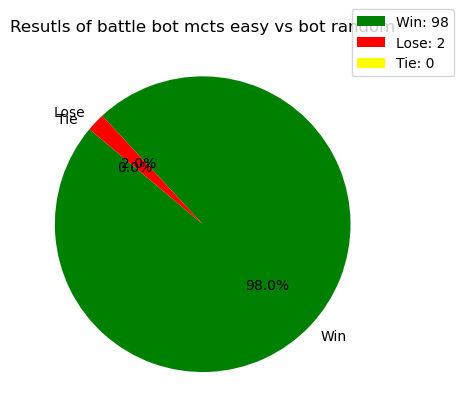 Resutls of battle bot mcts easy vs bot random
Win: 98
Lose: 2
Tie: 0
Lose
Tie
2.0%
0.0%
98.0%
Win